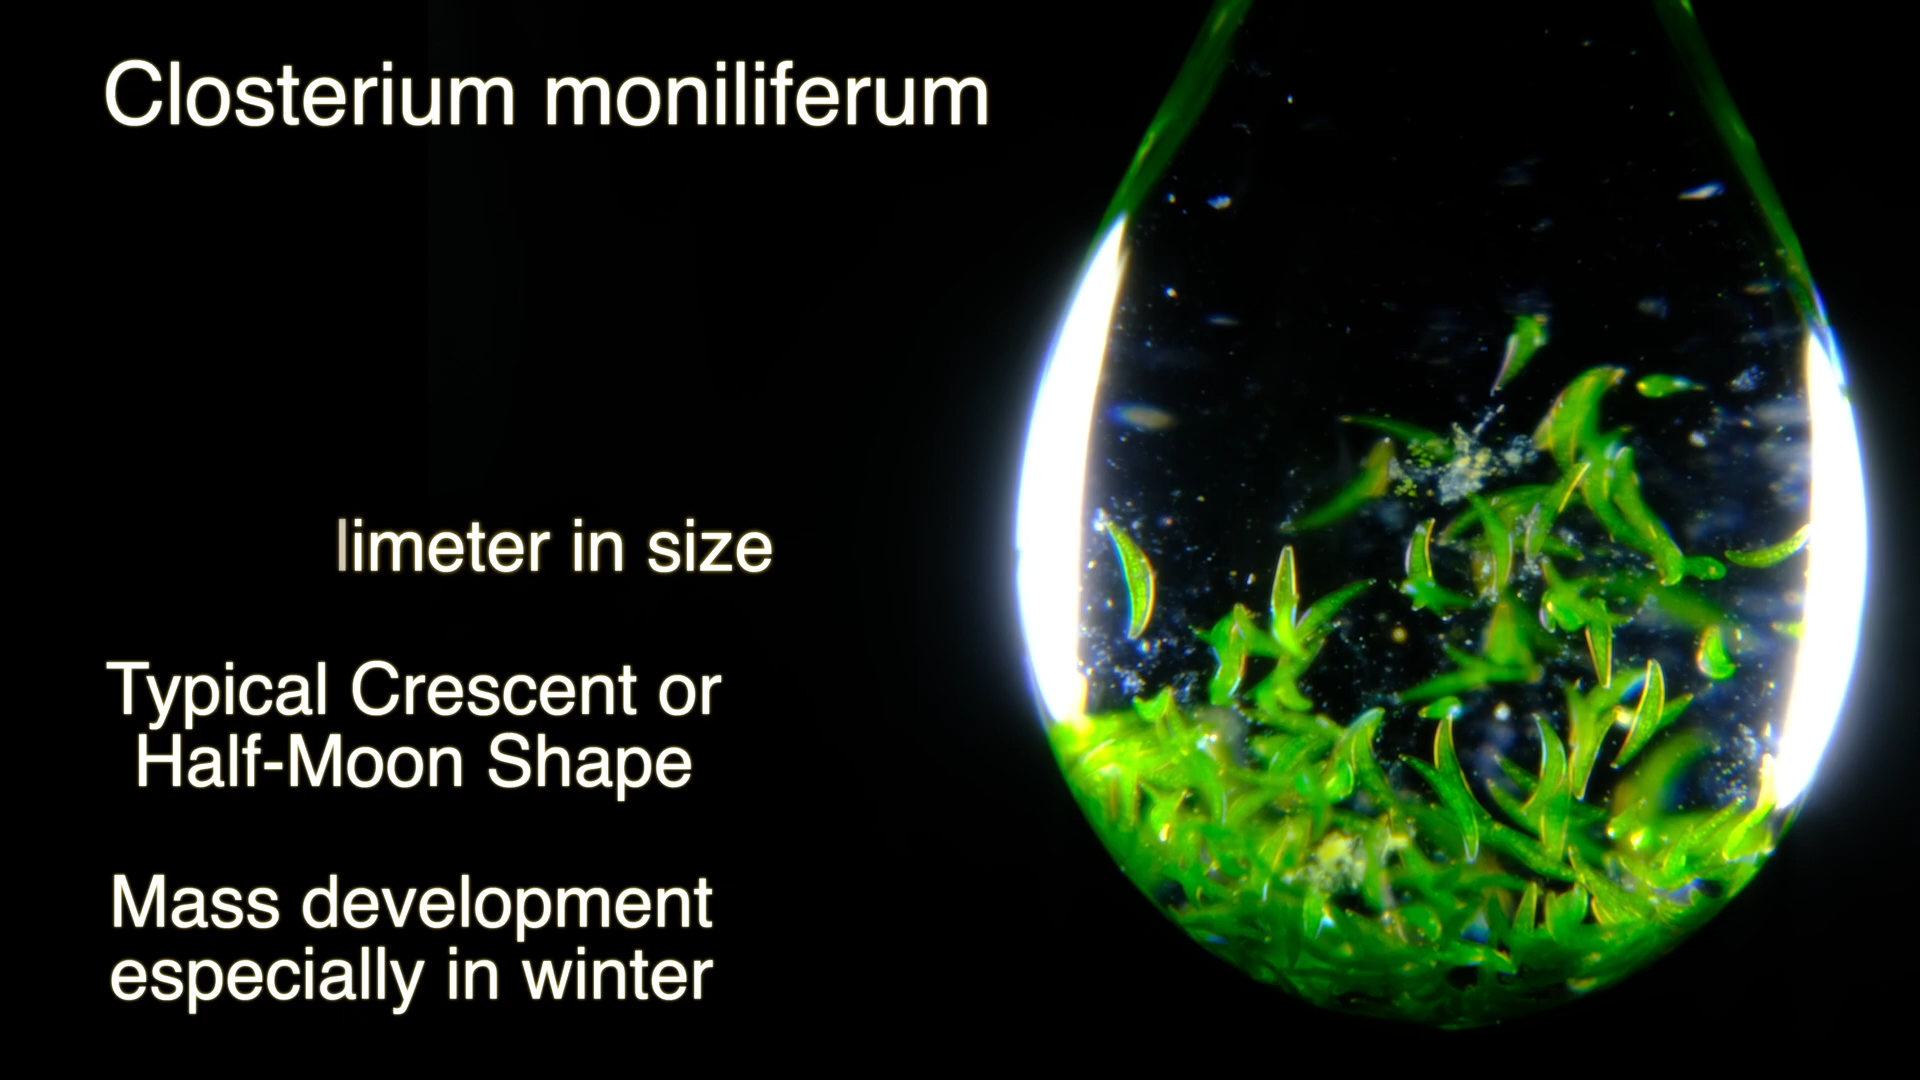 Closterium moniliferum
limeter in size
Typical Crescent or
Half-Moon Shape
Mass development
especially in winter